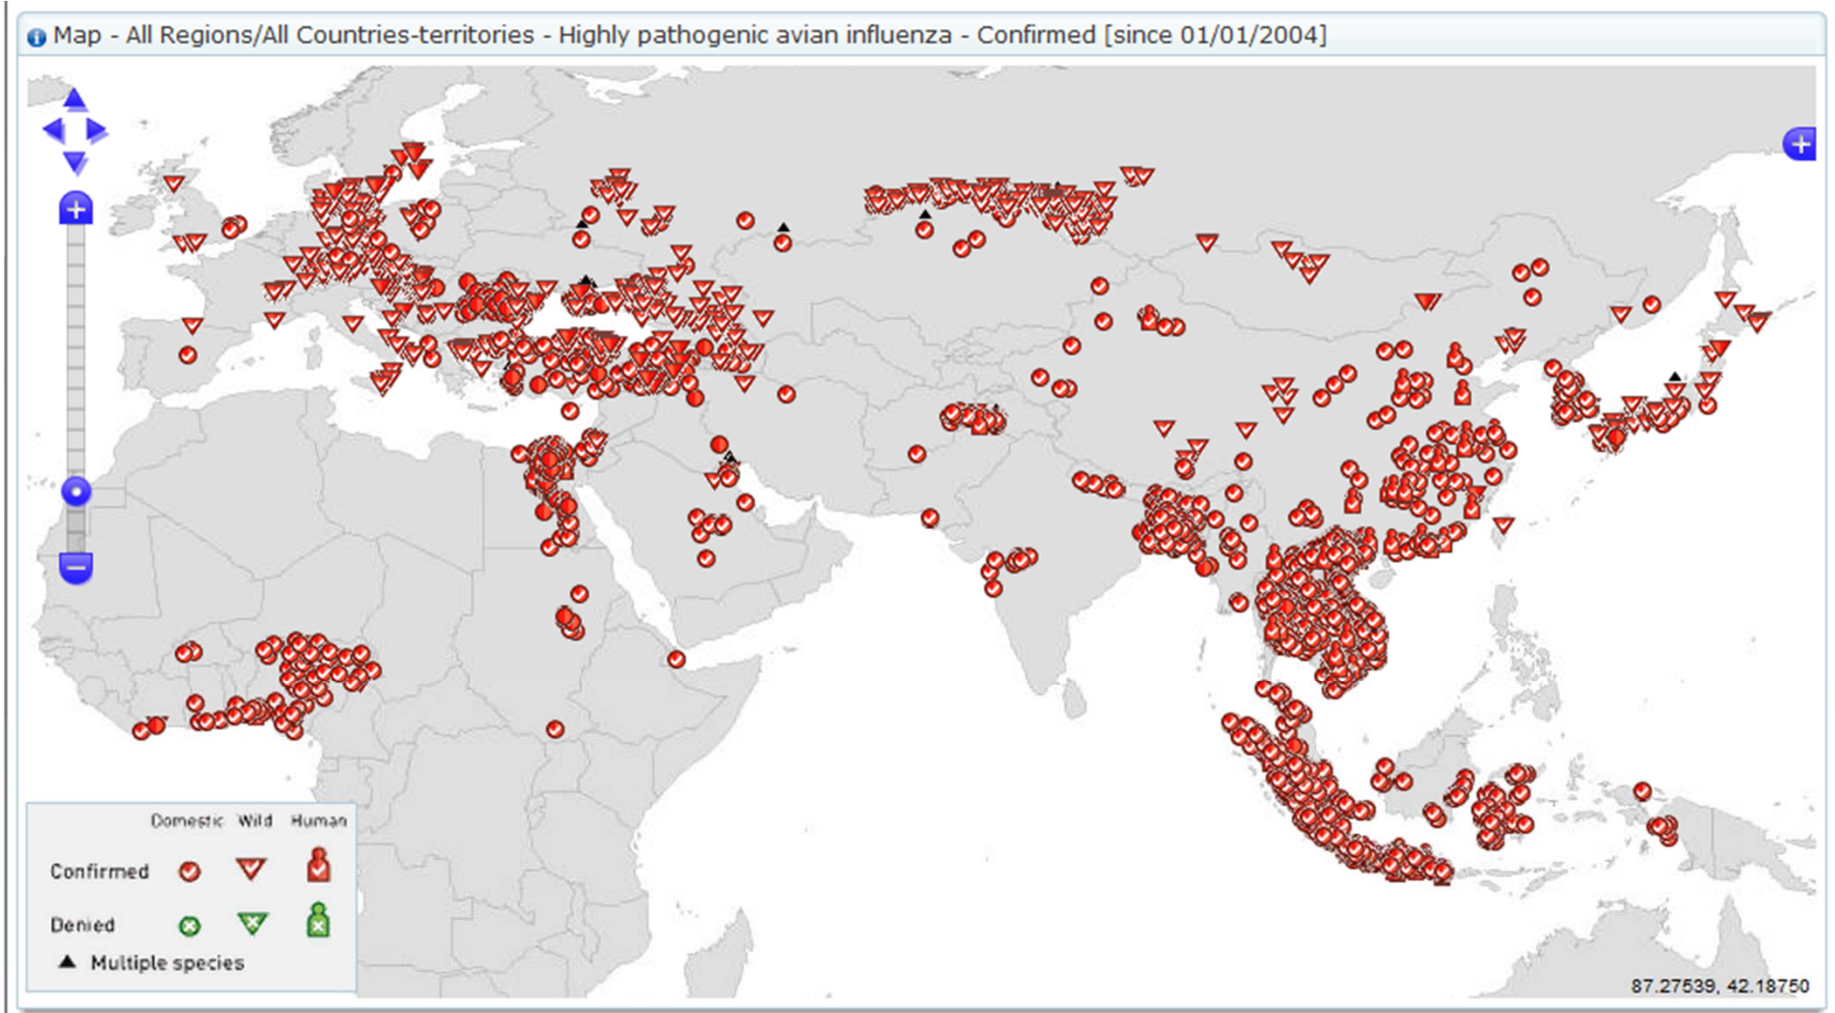 Map - All Regions/All Countries-territories - Highly pathogenic avian influenza - Confirmed [since 01/01/2004]
Domestic Wild Human
Confirmed
Denied
Multiple species
87.27539, 42.18750